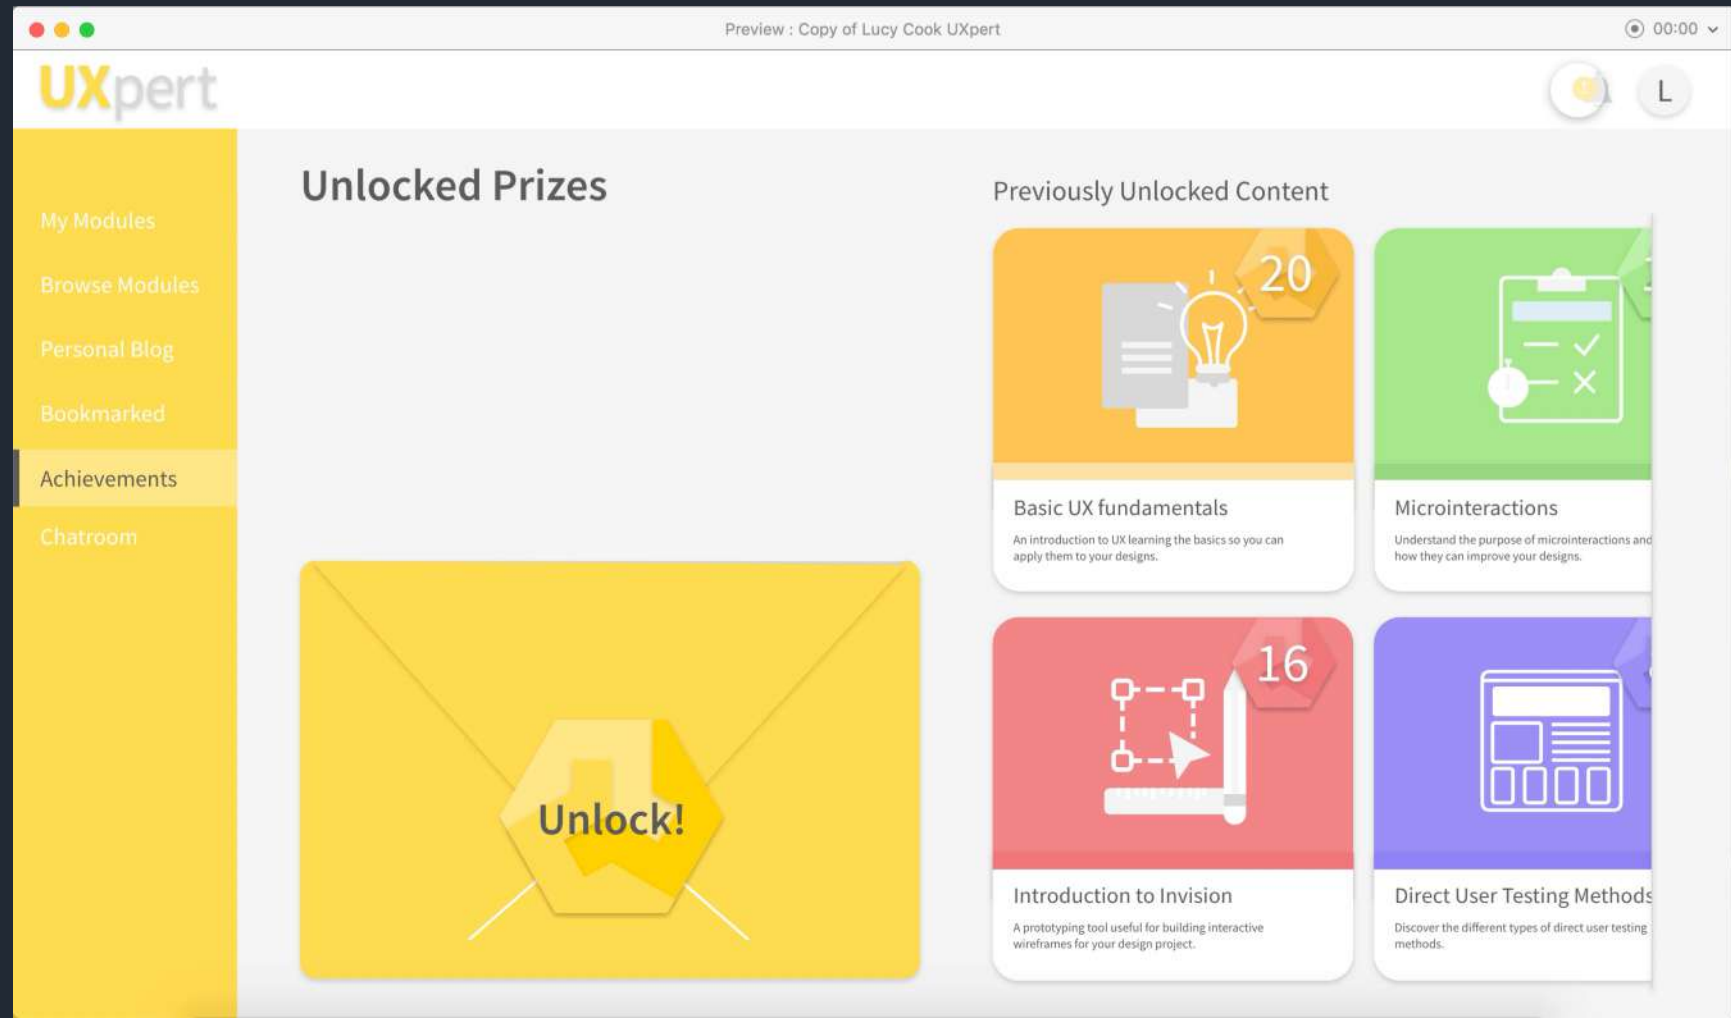 Preview : Copy of Lucy Cook UXpert
00:00
UXpert
L
My Modules
Browse Modules
Personal Blog
Bookmarked
Achievements
Chatroom
Unlocked Prizes
Unlock!
Previously Unlocked Content
20
Basic UX fundamentals
An introduction to UX learning the basics so you can
apply them to your designs.
Microinteractions
Understand the purpose of microinteractions and
how they can improve your designs.
16
Introduction to Invision
A prototyping tool useful for building interactive
wireframes for your design project.
Direct User Testing Methods
Discover the different types of direct user testing
methods.